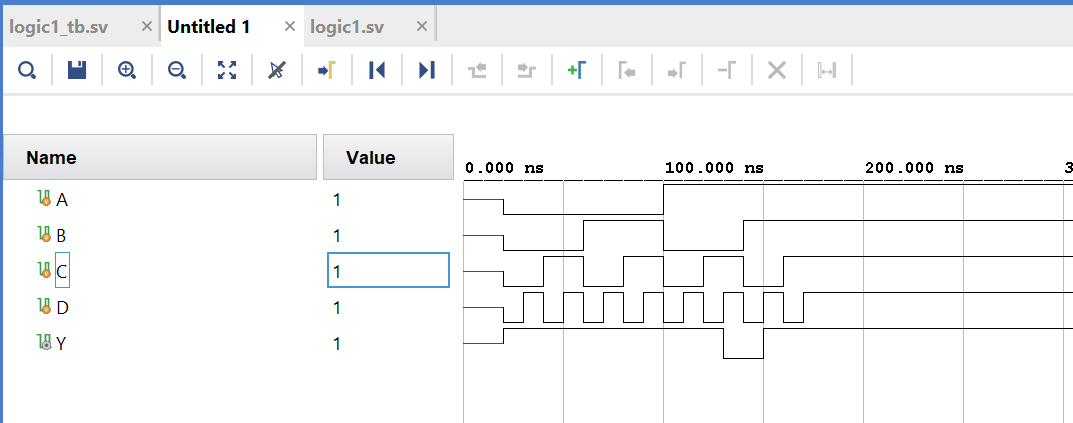 logic1_tb.sv × Untitled 1 × logic1.sv ×
Name Value
0.000 ns 100.000 ns 200.000 ns 3
A 1
B 1
C 1
D 1
Y 1